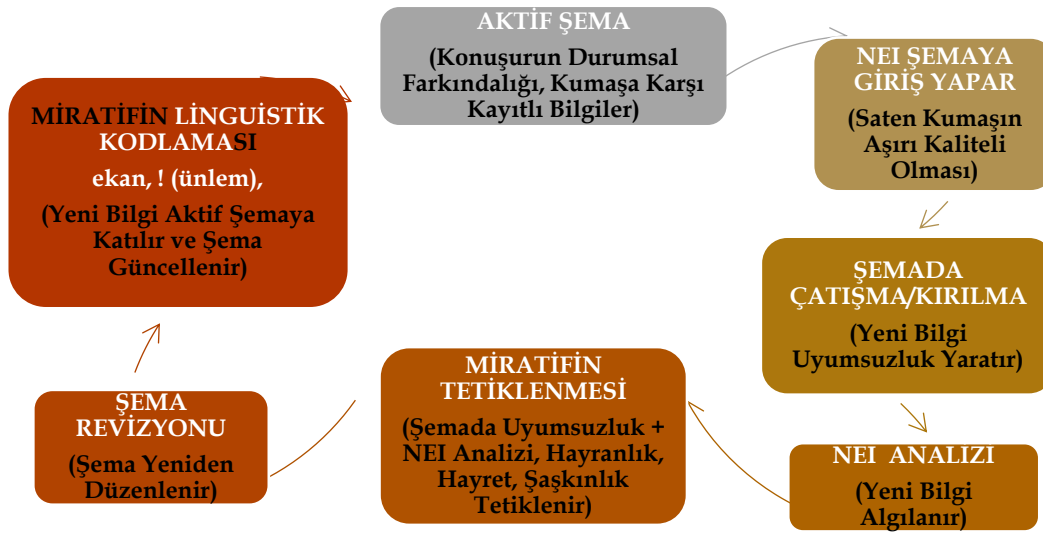 AKTİF ŞEMA
(Konuşurun Durumsal
Farkındalığı, Kumaşa Karşı
Kayıtlı Bilgiler)
NEI ŞEMAYA
GİRİŞ YAPAR
(Saten Kumaşın
Aşırı Kaliteli
Olması)
ŞEMADA
ÇATIŞMA/KIRILMA
(Yeni Bilgi
Uyumsuzluk Yaratır)
NEI ANALIZI
(Yeni Bilgi
Algılanır)
MİRATİFİN
TETİKLENMESİ
(Şemada Uyumsuzluk +
NEI Analizi, Hayranlık,
Hayret, Şaşkınlık
Tetiklenir)
ŞEMA
REVİZYONU
(Şema Yeniden
Düzenlenir)
MİRATİFİN LİNGUİSTİK
KODLAMASI
ekan, ! (ünlem),
(Yeni Bilgi Aktif Şemaya
Katılır ve Şema
Güncellenir)